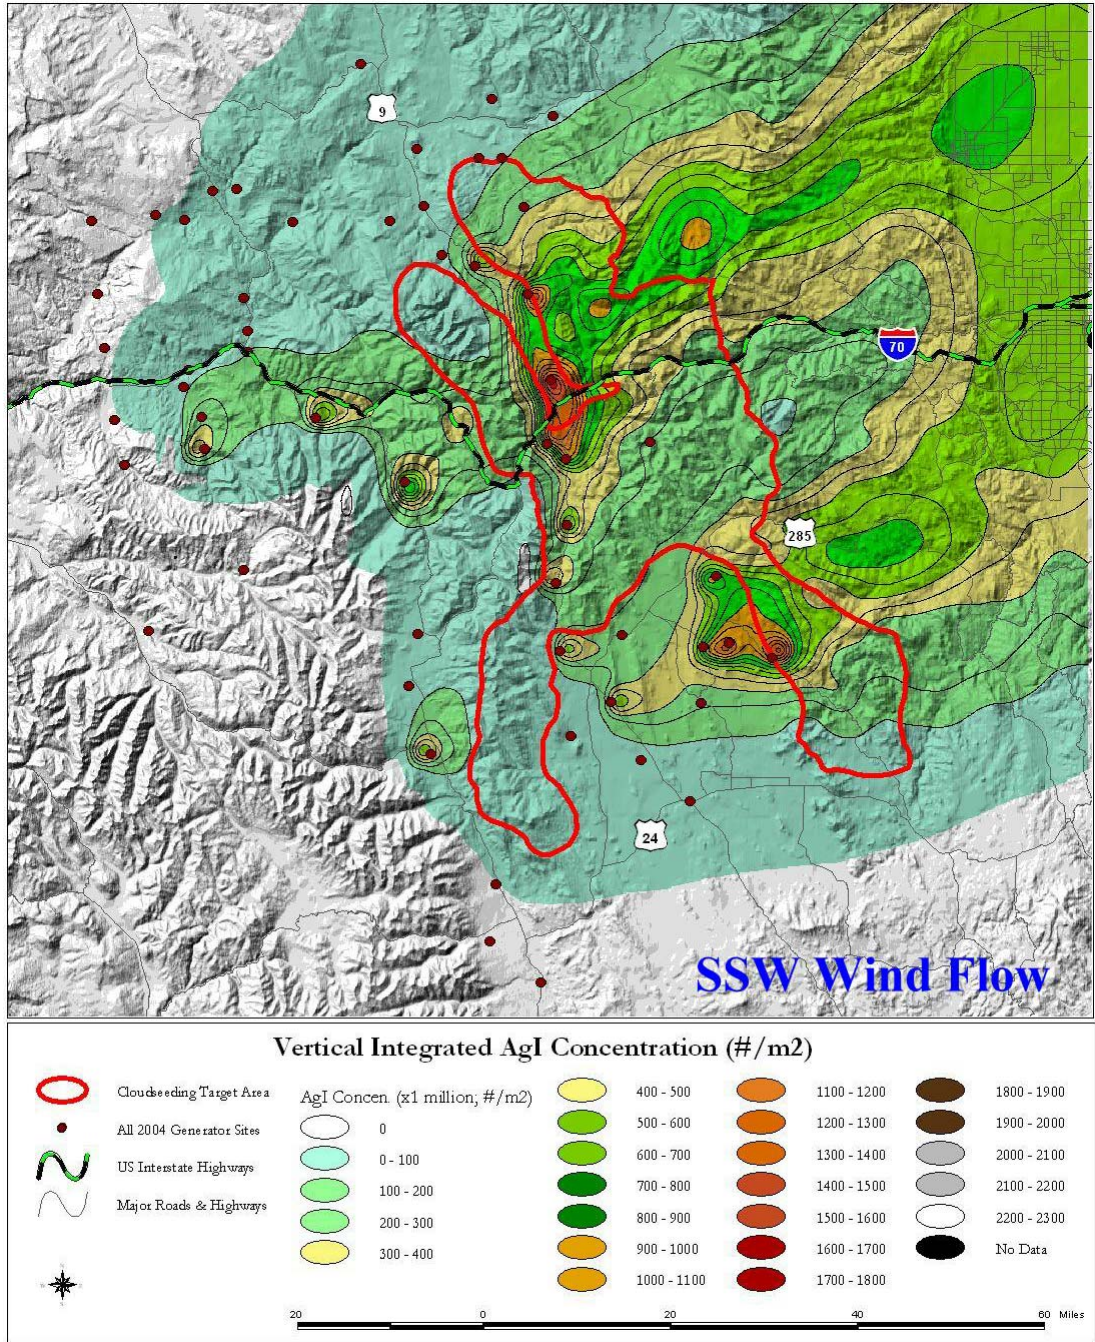 9
70
285
24
SSW Wind Flow
Vertical Integrated AgI Concentration (#/m2)
Cloudseeding Target Area
All 2004 Generator Sites
US Interstate Highways
Major Roads & Highways
AgI Concen. (x1 million; #/m2)
0
0 - 100
100 - 200
200 - 300
300 - 400
400 - 500
500 - 600
600 - 700
700 - 800
800 - 900
900 - 1000
1000 - 1100
1100 - 1200
1200 - 1300
1300 - 1400
1400 - 1500
1500 - 1600
1600 - 1700
1700 - 1800
1800 - 1900
1900 - 2000
2000 - 2100
2100 - 2200
2200 - 2300
No Data
20 0 20 40 60 Miles